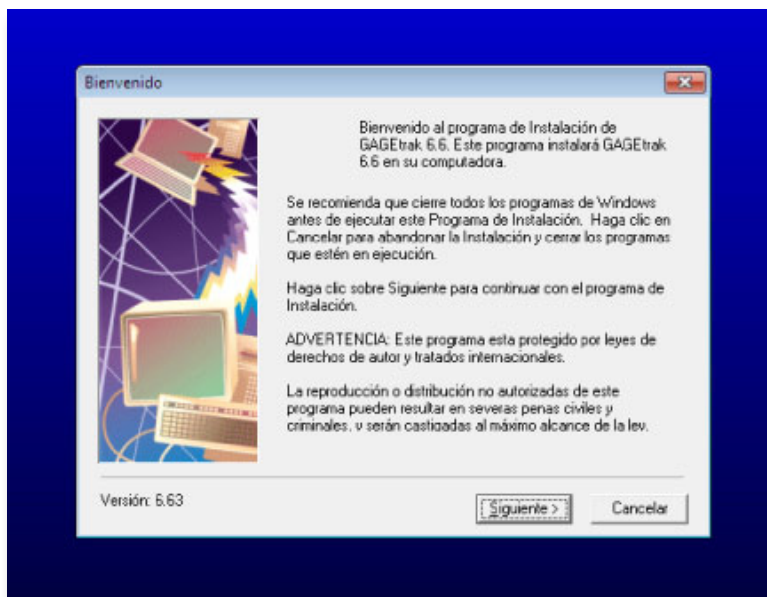 Bienvenido
Bienvenido al programa de Instalación de
GAGEtrak 6.6. Este programa instalará GAGEtrak
6.6 en su computadora.
Se recomienda que cierre todos los programas de Windows
antes de ejecutar este Programa de Instalación. Haga clic en
Cancelar para abandonar la Instalación y cerrar los programas
que estén en ejecución.
Haga clic sobre Siguiente para continuar con el programa de
Instalación.
ADVERTENCIA: Este programa esta protegido por leyes de
derechos de autor y tratados internacionales.
La reproducción o distribución no autorizadas de este
programa pueden resultar en severas penas civiles y
criminales, y serán castigadas al máximo alcance de la ley.
Versión: 6.63
Siguiente >
Cancelar